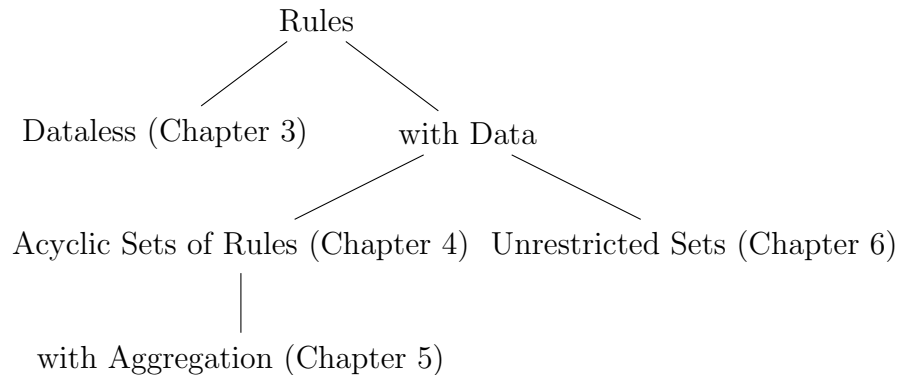 Rules
Dataless (Chapter 3)
with Data
Acyclic Sets of Rules (Chapter 4)
Unrestricted Sets (Chapter 6)
with Aggregation (Chapter 5)